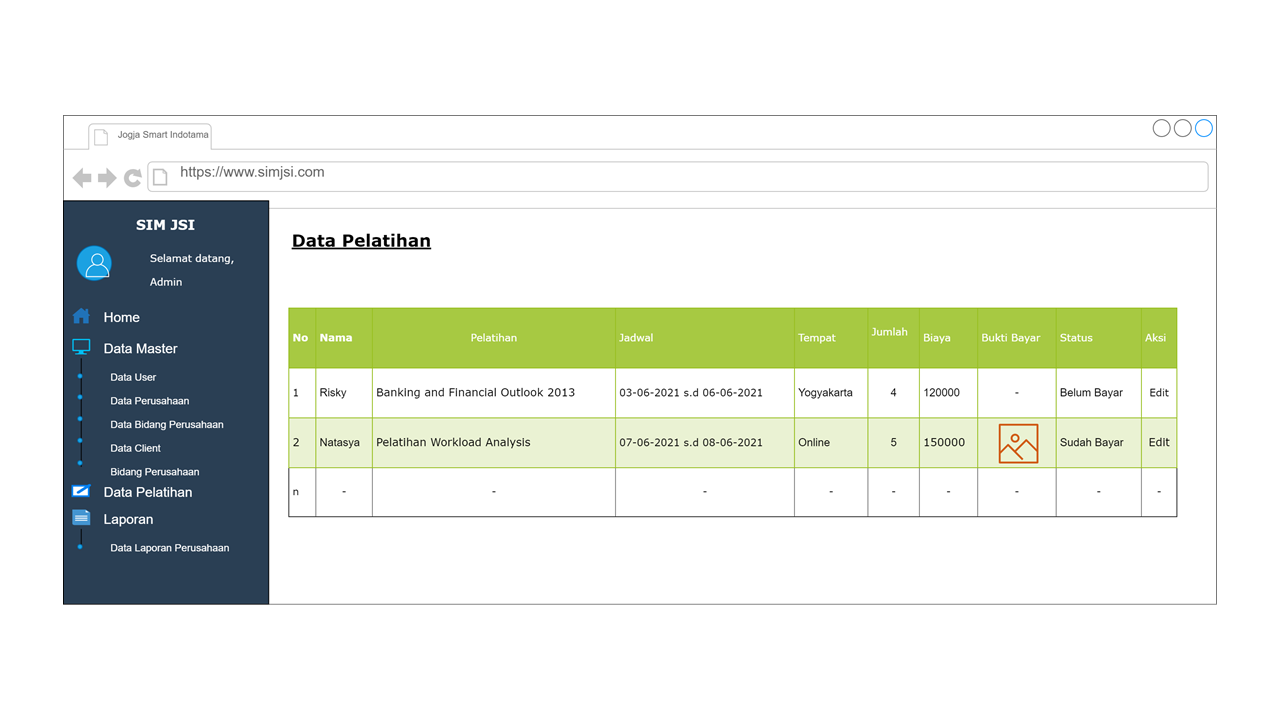 Jogja Smart Indotama
https://www.simjsi.com
SIM JSI
Selamat datang,
Admin
Home
Data Master
Data User
Data Perusahaan
Data Bidang Perusahaan
Data Client
Bidang Perusahaan
Data Pelatihan
Laporan
Data Laporan Perusahaan
Data Pelatihan
No Nama Pelatihan Jadwal Tempat Jumlah Biaya Bukti Bayar Status Aksi
1 Risky Banking and Financial Outlook 2013 03-06-2021 s.d 06-06-2021 Yogyakarta 4 120000 - Belum Bayar Edit
2 Natasya Pelatihan Workload Analysis 07-06-2021 s.d 08-06-2021 Online 5 150000 Sudah Bayar Edit
n - - - - - - - - -